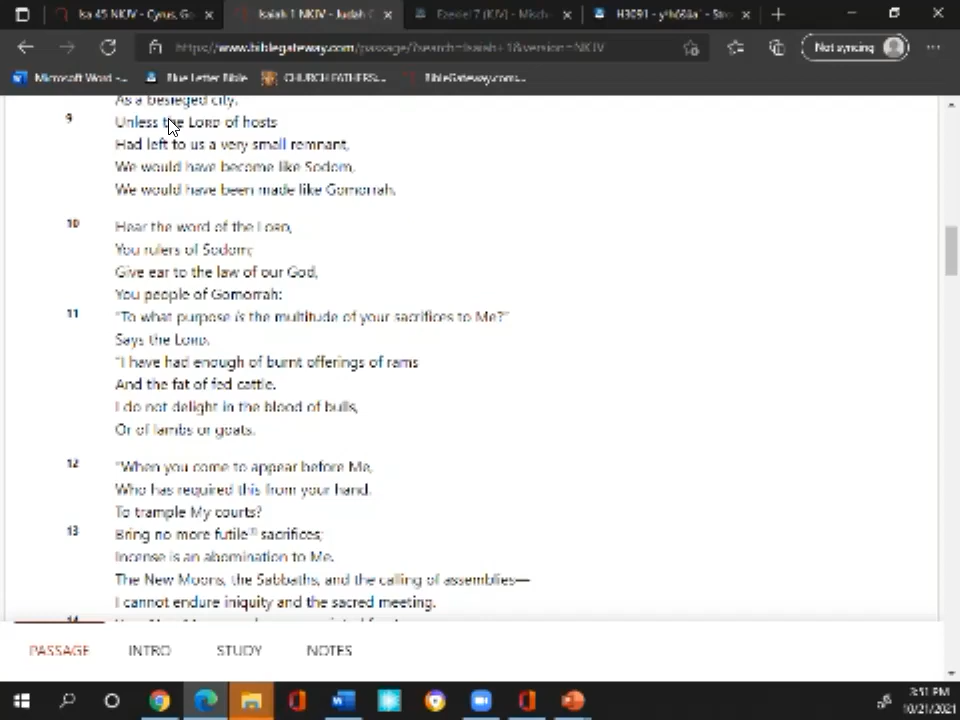 Isa 45 NKJV - Cyrus, Go
Isaiah 1 NKJV - Judah C
Ezekiel 7 (KJV) - Misch
H3091 - Str
https://www.biblegateway.com/passage/?search=Isaiah+1&version=NKJV
Not syncing
Microsoft Word -...
Blue Letter Bible
CHURCH FATHERS:...
BibleGateway.com:...
As a besieged city.
9 Unless the LORD of hosts
Had left to us a very small remnant,
We would have become like Sodom,
We would have been made like Gomorrah.
10 Hear the word of the LORD,
You rulers of Sodom;
Give ear to the law of our God,
You people of Gomorrah:
11 "To what purpose is the multitude of your sacrifices to Me?"
Says the LORD.
"I have had enough of burnt offerings of rams
And the fat of fed cattle.
I do not delight in the blood of bulls,
Or of lambs or goats.
12 "When you come to appear before Me,
Who has required this from your hand,
To trample My courts?
13 Bring no more futile sacrifices;
Incense is an abomination to Me.
The New Moons, the Sabbaths, and the calling of assemblies—
I cannot endure iniquity and the sacred meeting.
14
PASSAGE INTRO STUDY NOTES
3:51 PM
10/21/2021